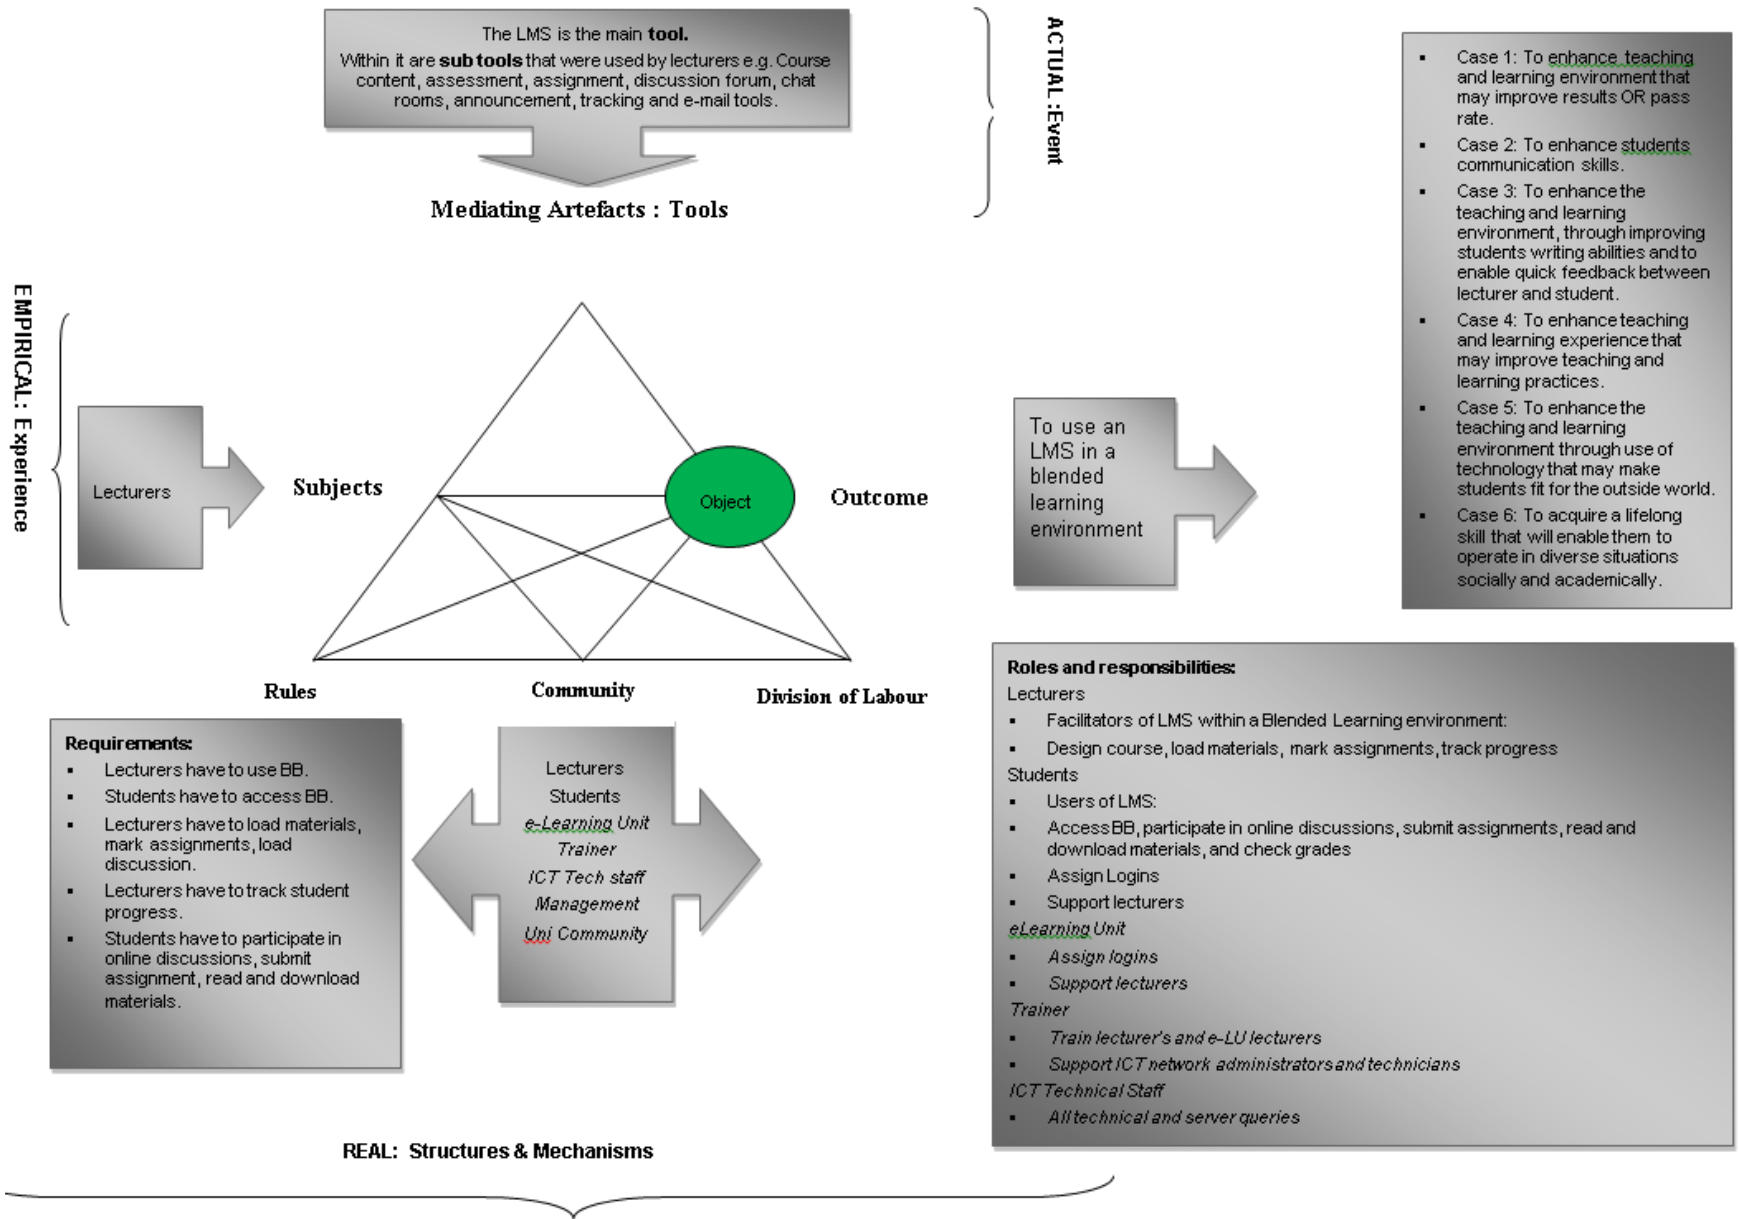 The LMS is the main tool.
Within it are sub tools that were used by lecturers e.g. Course
content, assessment, assignment, discussion forum, chat
rooms, announcement, tracking and e-mail tools.
Mediating Artefacts : Tools
ACTUAL :Event
EMPIRICAL: Experience
Lecturers
Subjects
Object
Outcome
To use an
LMS in a
blended
learning
environment
▪ Case 1: To enhance teaching
and learning environment that
may improve results OR pass
rate.
▪ Case 2: To enhance students
communication skills.
▪ Case 3: To enhance the
teaching and learning
environment, through improving
students writing abilities and to
enable quick feedback between
lecturer and student.
▪ Case 4: To enhance teaching
and learning experience that
may improve teaching and
learning practices.
▪ Case 5: To enhance the
teaching and learning
environment through use of
technology that may make
students fit for the outside world.
▪ Case 6: To acquire a lifelong
skill that will enable them to
operate in diverse situations
socially and academically.
Rules
Community
Division of Labour
Requirements:
▪ Lecturers have to use BB.
▪ Students have to access BB.
▪ Lecturers have to load materials,
mark assignments, load
discussion.
▪ Lecturers have to track student
progress.
▪ Students have to participate in
online discussions, submit
assignment, read and download
materials.
Lecturers
Students
e-Learning Unit
Trainer
ICT Tech staff
Management
Uni Community
Roles and responsibilities:
Lecturers
▪ Facilitators of LMS within a Blended Learning environment:
▪ Design course, load materials, mark assignments, track progress
Students
▪ Users of LMS:
▪ Access BB, participate in online discussions, submit assignments, read and
download materials, and check grades
▪ Assign Logins
▪ Support lecturers
eLearning Unit
▪ Assign logins
▪ Support lecturers
Trainer
▪ Train lecturer's and e-LU lecturers
▪ Support ICT network administrators and technicians
ICT Technical Staff
▪ All technical and server queries
REAL: Structures & Mechanisms